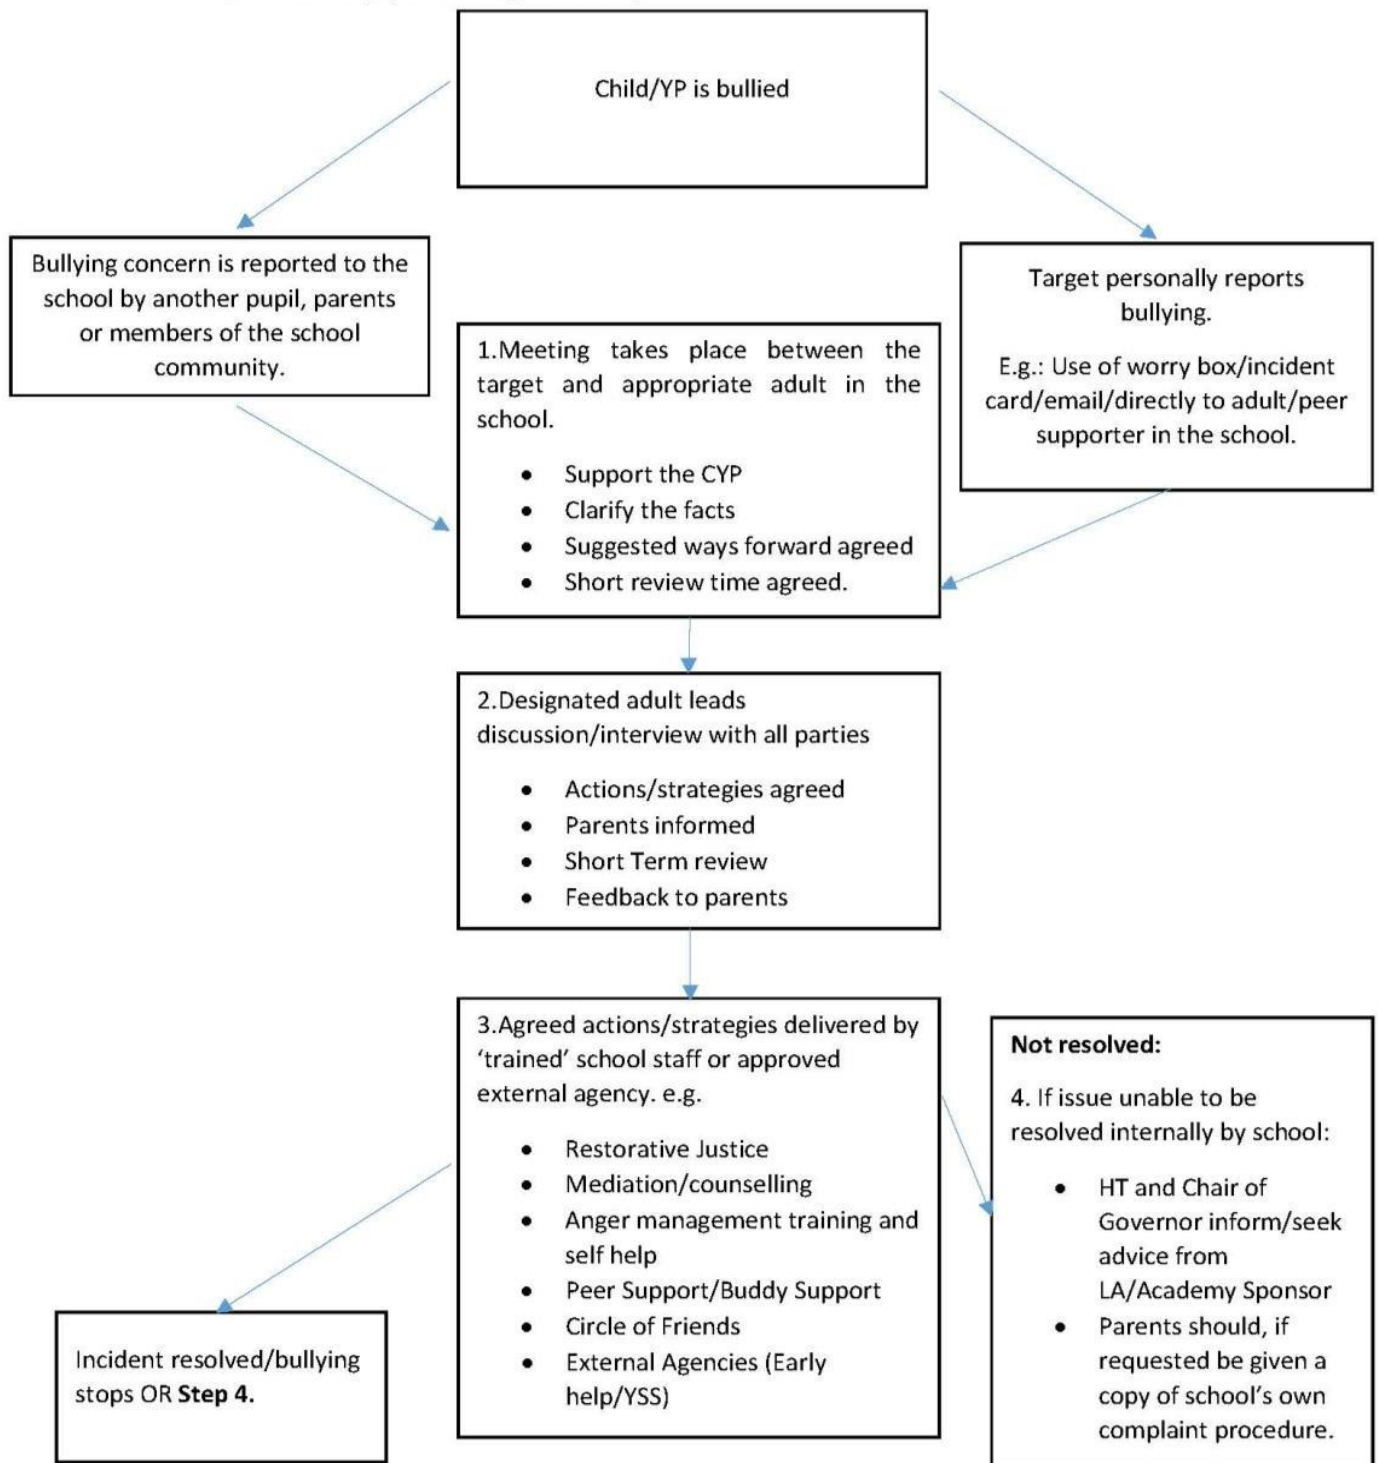 Child/YP is bullied
Bullying concern is reported to the
school by another pupil, parents
or members of the school
community.
Target personally reports
bullying.
E.g.: Use of worry box/incident
card/email/directly to adult/peer
supporter in the school.
1.Meeting takes place between the
target and appropriate adult in the
school.
• Support the CYP
• Clarify the facts
• Suggested ways forward agreed
• Short review time agreed.
2.Designated adult leads
discussion/interview with all parties
• Actions/strategies agreed
• Parents informed
• Short Term review
• Feedback to parents
3.Agreed actions/strategies delivered by
‘trained’ school staff or approved
external agency. e.g.
• Restorative Justice
• Mediation/counselling
• Anger management training and
self help
• Peer Support/Buddy Support
• Circle of Friends
• External Agencies (Early
help/YSS)
Not resolved:
4. If issue unable to be
resolved internally by school:
• HT and Chair of
Governor inform/seek
advice from
LA/Academy Sponsor
• Parents should, if
requested be given a
copy of school’s own
complaint procedure.
Incident resolved/bullying
stops OR Step 4.